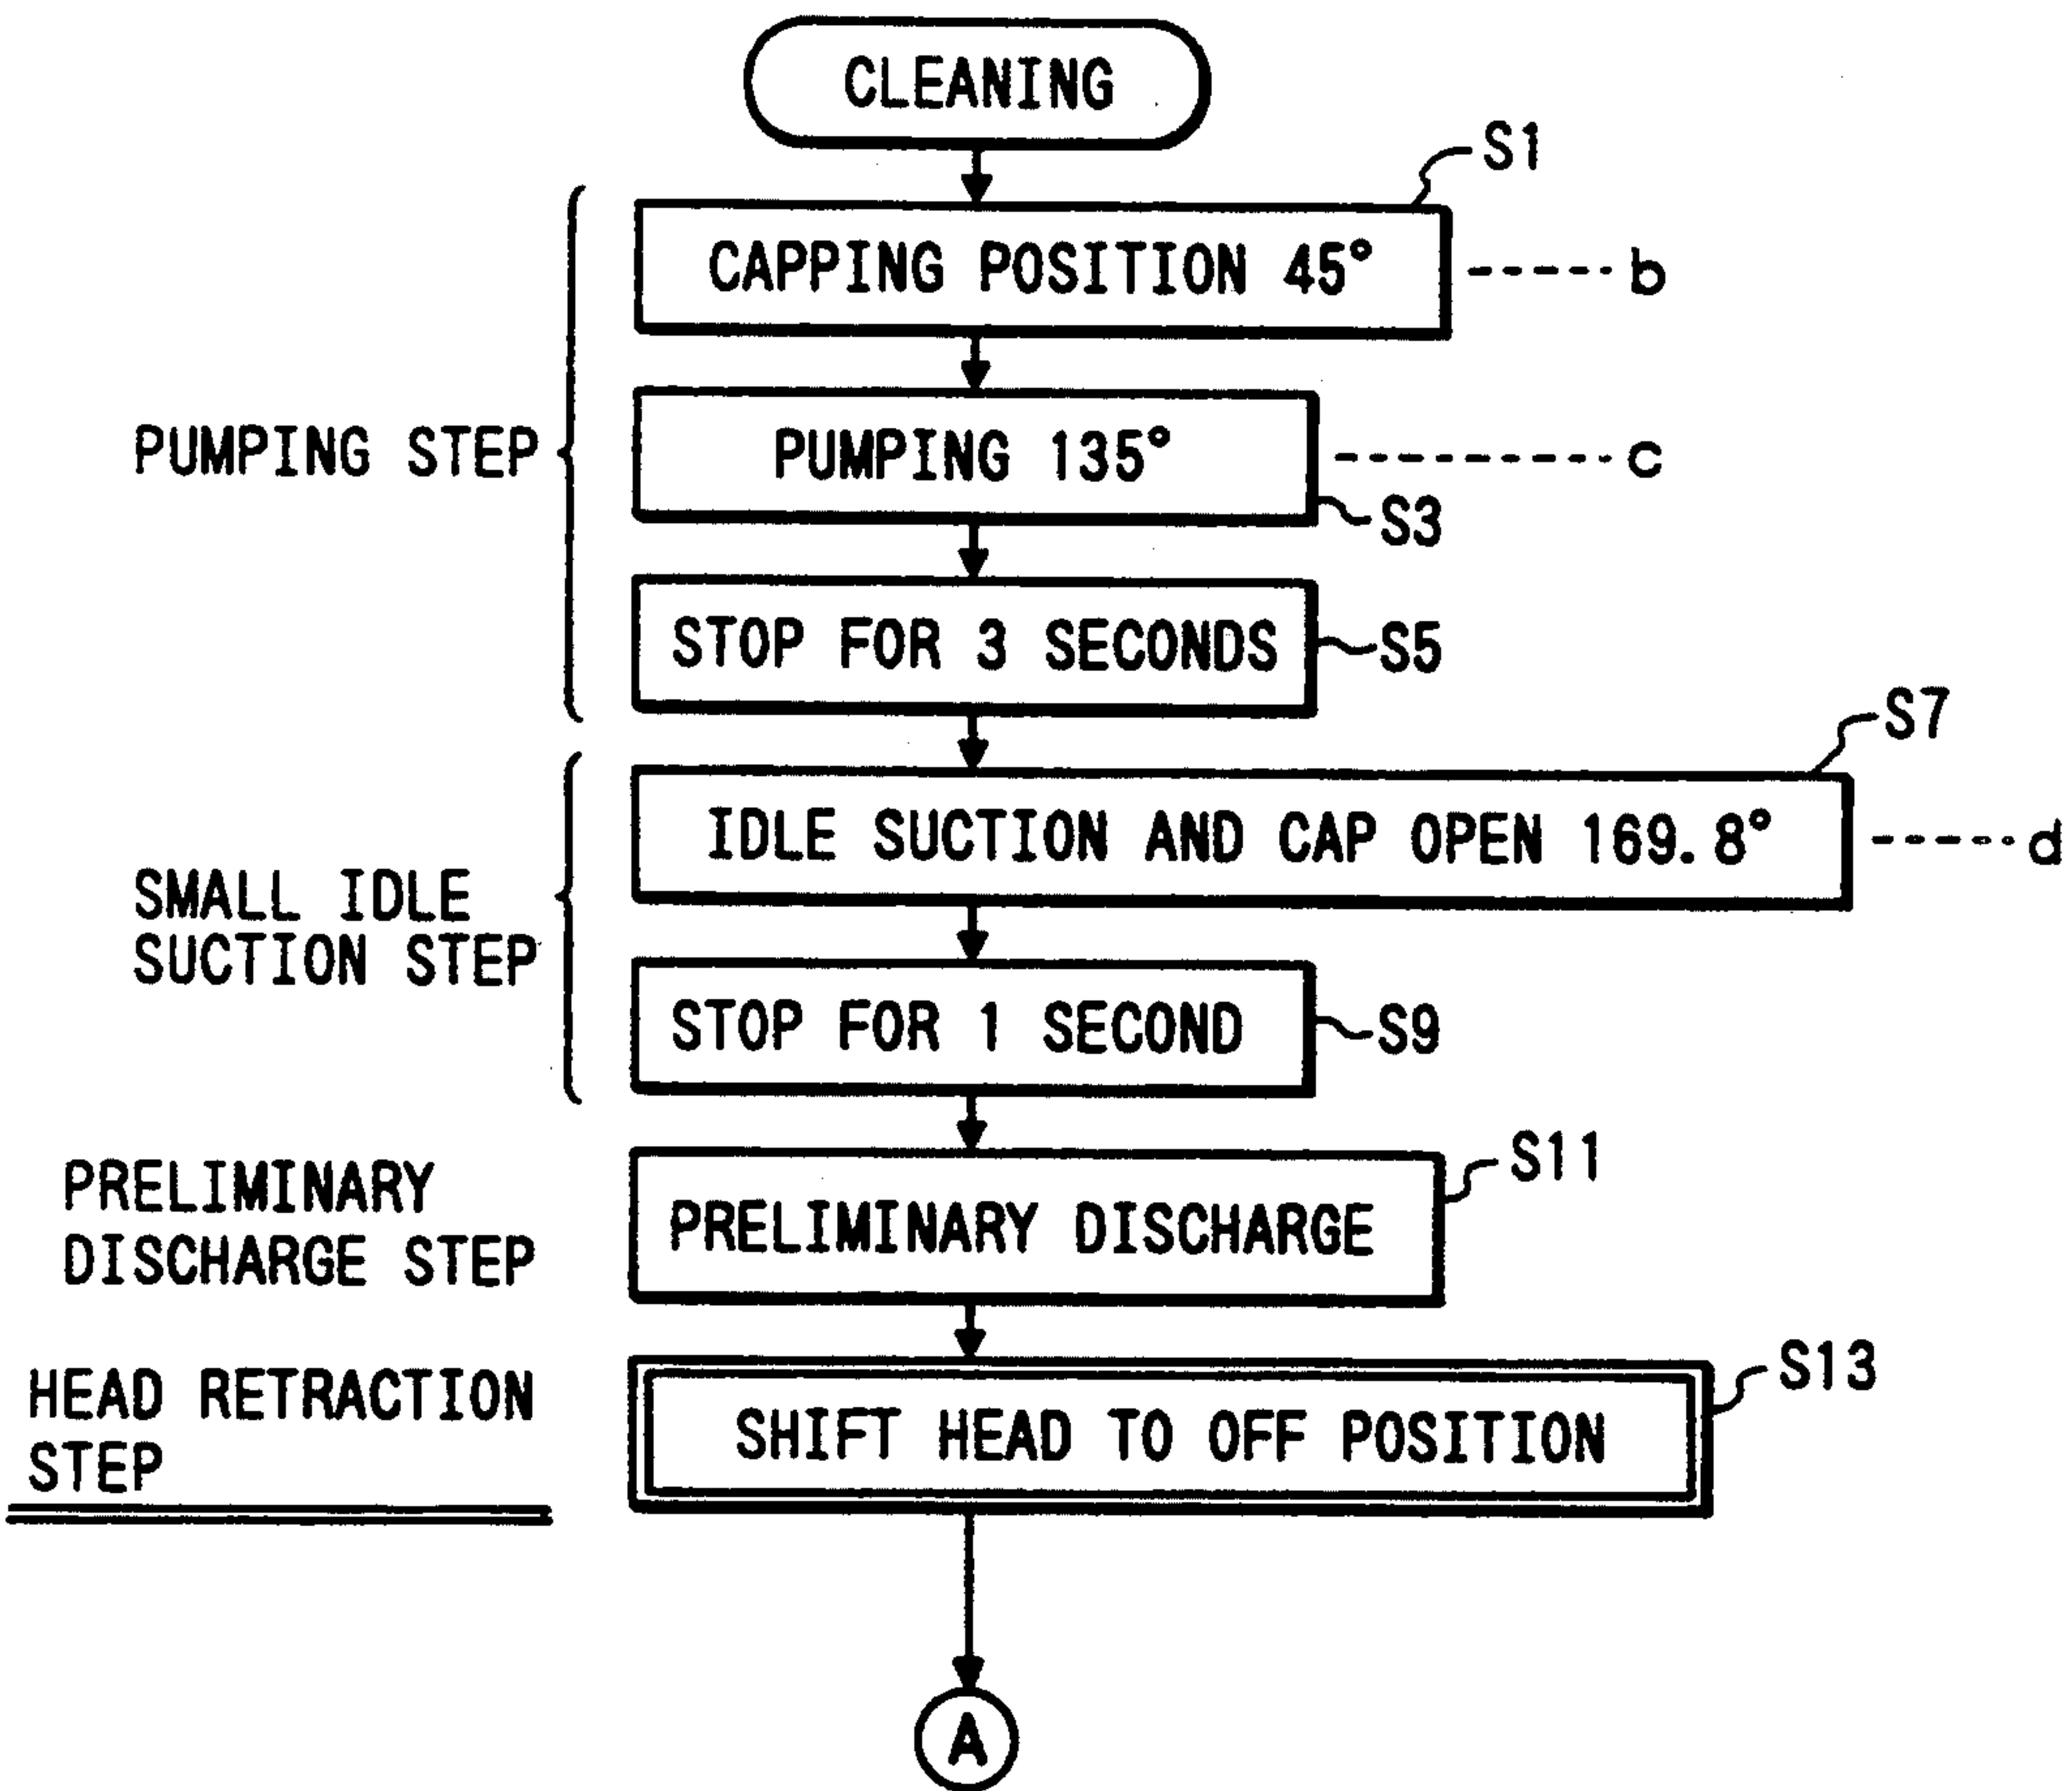 CLEANING
S1
CAPPING POSITION 45°
b
PUMPING STEP
PUMPING 135°
c
S3
STOP FOR 3 SECONDS
S5
S7
IDLE SUCTION AND CAP OPEN 169.8°
d
SMALL IDLE
SUCTION STEP
STOP FOR 1 SECOND
S9
PRELIMINARY
DISCHARGE STEP
S11
PRELIMINARY DISCHARGE
HEAD RETRACTION
STEP
S13
SHIFT HEAD TO OFF POSITION
A